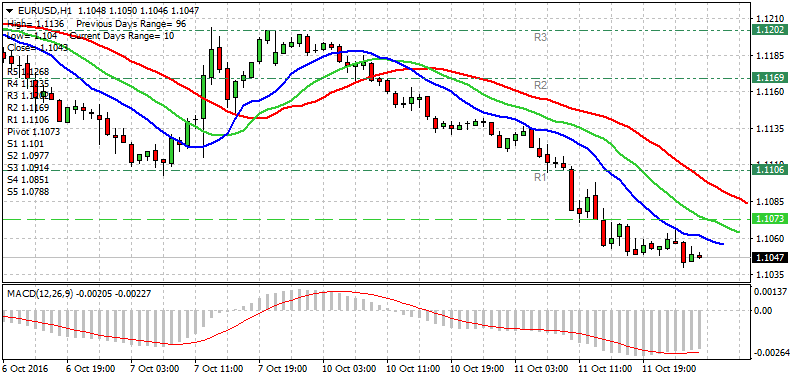 EURUSD,H1 1.1048 1.1050 1.1046 1.1047
High= 1.1136 Previous Days Range= 96
Low= 1.104 Current Days Range= 10
Close= 1.1043
R5 1.1268
R4 1.1235
R3 1.1202
R2 1.1169
R1 1.1106
Pivot 1.1073
S1 1.101
S2 1.0977
S3 1.0914
S4 1.0851
S5 1.0788
R3
R2
R1
1.1210
1.1202
1.1185
1.1169
1.1160
1.1135
1.1106
1.1085
1.1073
1.1060
1.1047
1.1035
MACD(12,26,9) -0.00205 -0.00227
0.00137
0.00
-0.00264
6 Oct 2016
6 Oct 19:00
7 Oct 03:00
7 Oct 11:00
7 Oct 19:00
10 Oct 03:00
10 Oct 11:00
10 Oct 19:00
11 Oct 03:00
11 Oct 11:00
11 Oct 19:00